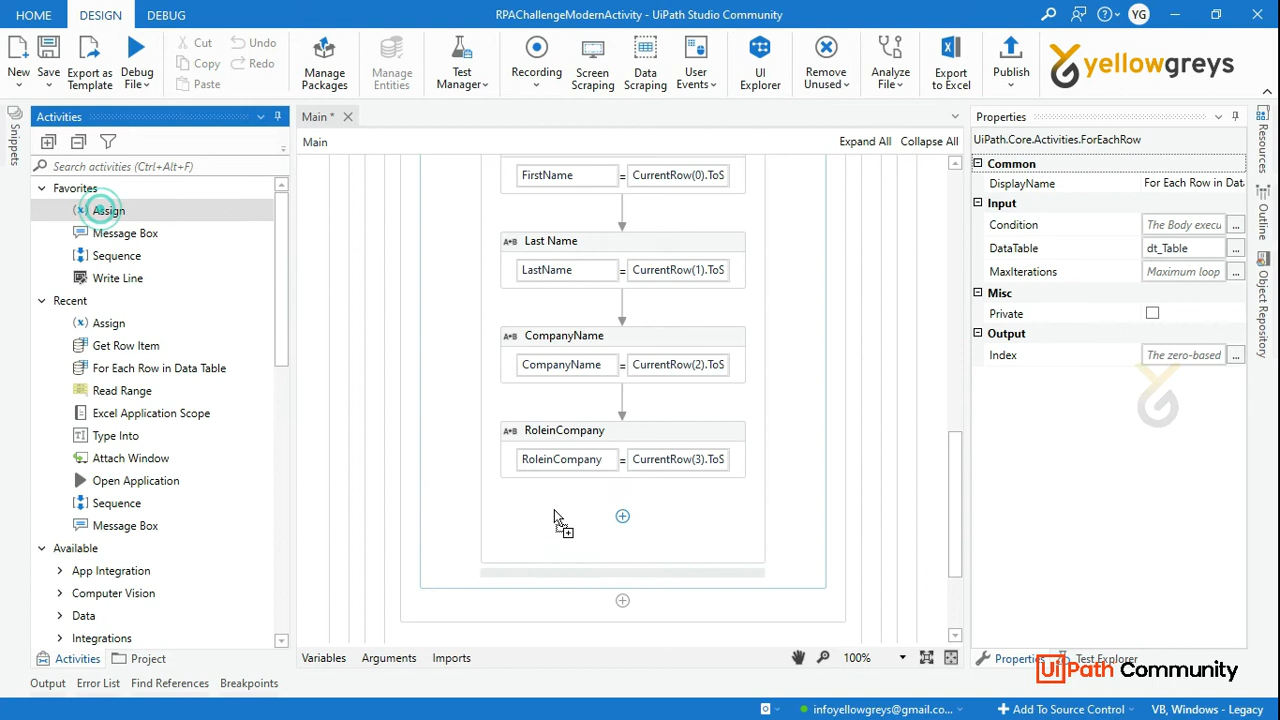 HOME
DESIGN
DEBUG
RPAChallengeModernActivity - UiPath Studio Community
YG
New
Save
Export as Template
Debug File
Cut
Copy
Paste
Undo
Redo
Manage Packages
Manage Entities
Test Manager
Recording
Screen Scraping
Data Scraping
User Events
UI Explorer
Remove Unused
Analyze File
Export to Excel
Publish
yellowgreys
Snippets
Activities
Search activities (Ctrl+Alt+F)
Favorites
Assign
Message Box
Sequence
Write Line
Recent
Assign
Get Row Item
For Each Row in Data Table
Read Range
Excel Application Scope
Type Into
Attach Window
Open Application
Sequence
Message Box
Available
App Integration
Computer Vision
Data
Integrations
Activities
Project
Main *
Main
Expand All
Collapse All
FirstName = CurrentRow(0).ToS
Last Name
LastName = CurrentRow(1).ToS
CompanyName
CompanyName = CurrentRow(2).ToS
RoleinCompany
RoleinCompany = CurrentRow(3).ToS
Variables
Arguments
Imports
100%
Properties
UiPath.Core.Activities.ForEachRow
Common
DisplayName For Each Row in Dat
Input
Condition The Body execu ...
DataTable dt_Table ...
MaxIterations Maximum loop ...
Misc
Private
Output
Index The zero-based ...
Properties
Test Explorer
UiPath Community
Resources
Outline
Object Repository
Output
Error List
Find References
Breakpoints
infoyellowgreys@gmail.co...
Add To Source Control
VB, Windows - Legacy